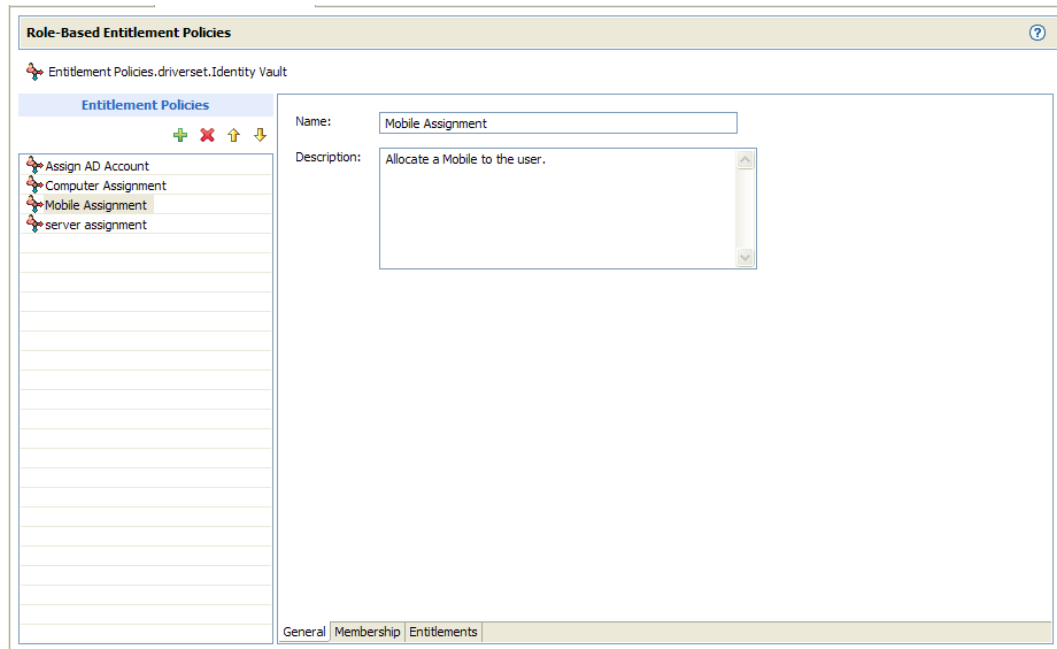 Role-Based Entitlement Policies
?
Entitlement Policies.driverset.Identity Vault
Entitlement Policies
Assign AD Account
Computer Assignment
Mobile Assignment
server assignment
Name:
Mobile Assignment
Description:
Allocate a Mobile to the user.
General Membership Entitlements